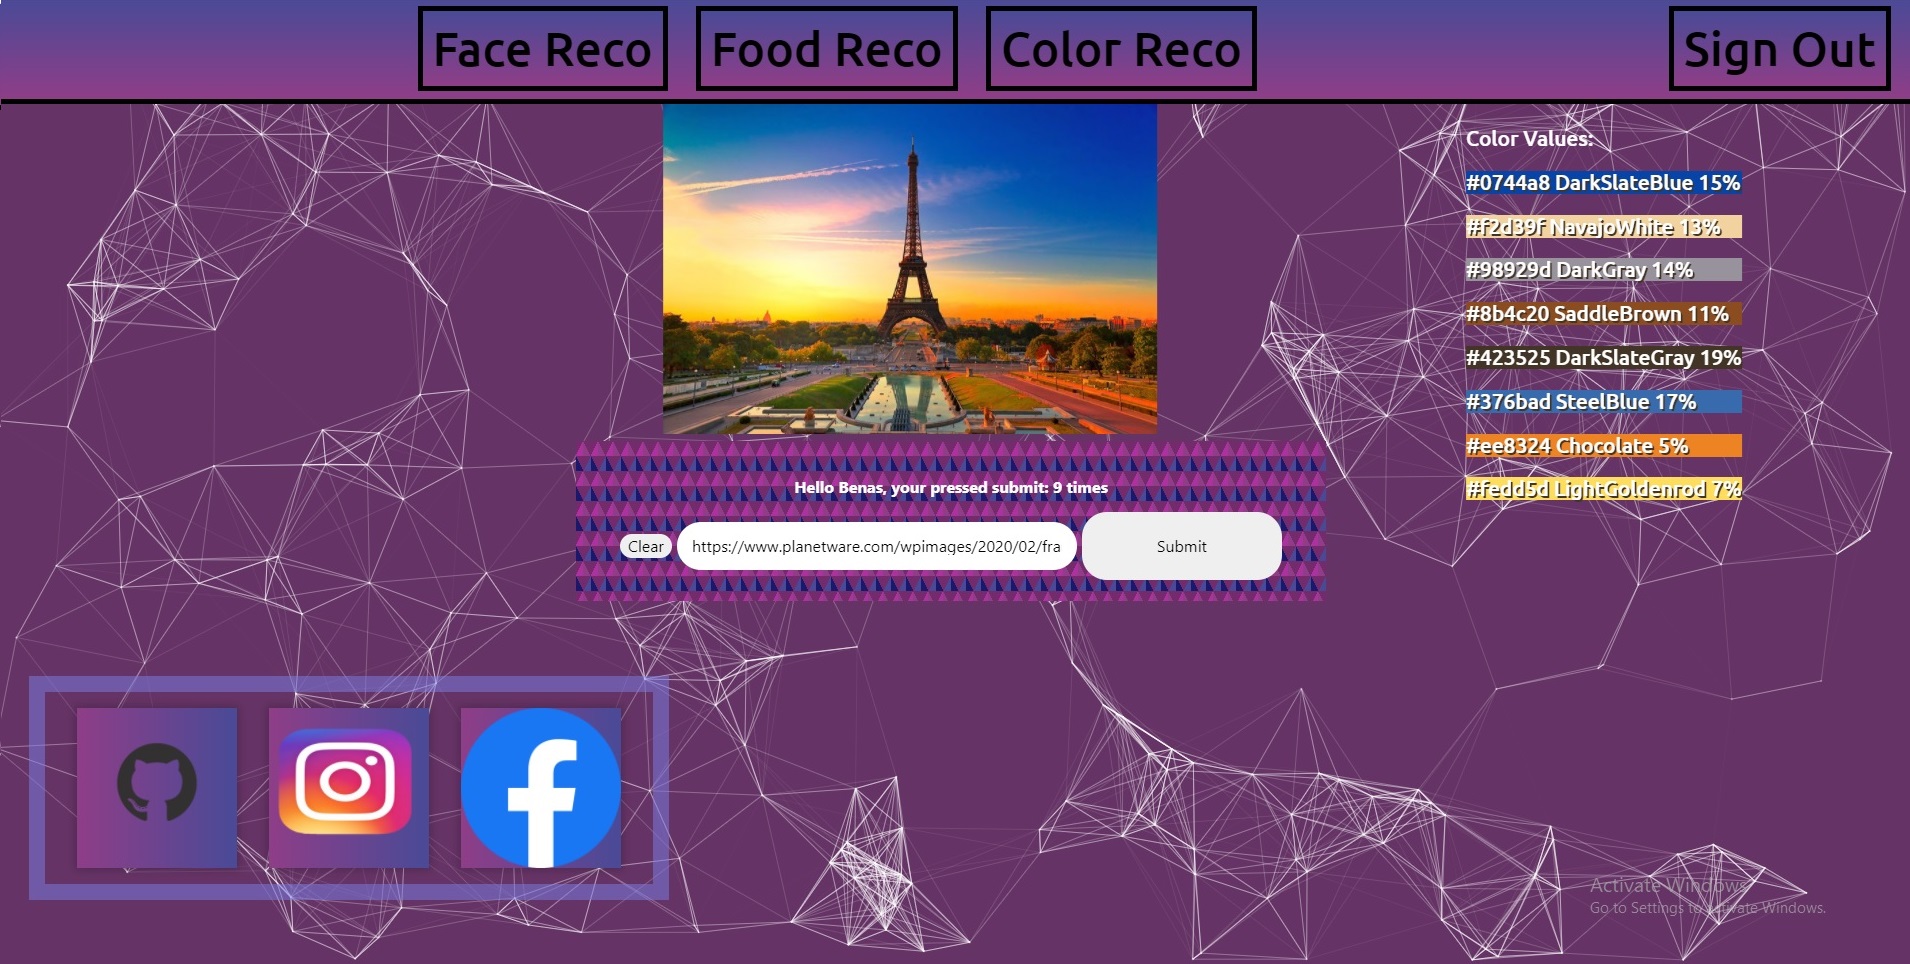 Face Reco
Food Reco
Color Reco
Sign Out
Color Values:
#0744a8 DarkSlateBlue 15%
#f2d39f NavajoWhite 13%
#98929d DarkGray 14%
#8b4c20 SaddleBrown 11%
#423525 DarkSlateGray 19%
#376bad SteelBlue 17%
#ee8324 Chocolate 5%
#fedd5d LightGoldenrod 7%
Hello Benas, your pressed submit: 9 times
Clear
https://www.planetware.com/wpimages/2020/02/fra
Submit
Activate Windows
Go to Settings to Activate Windows.